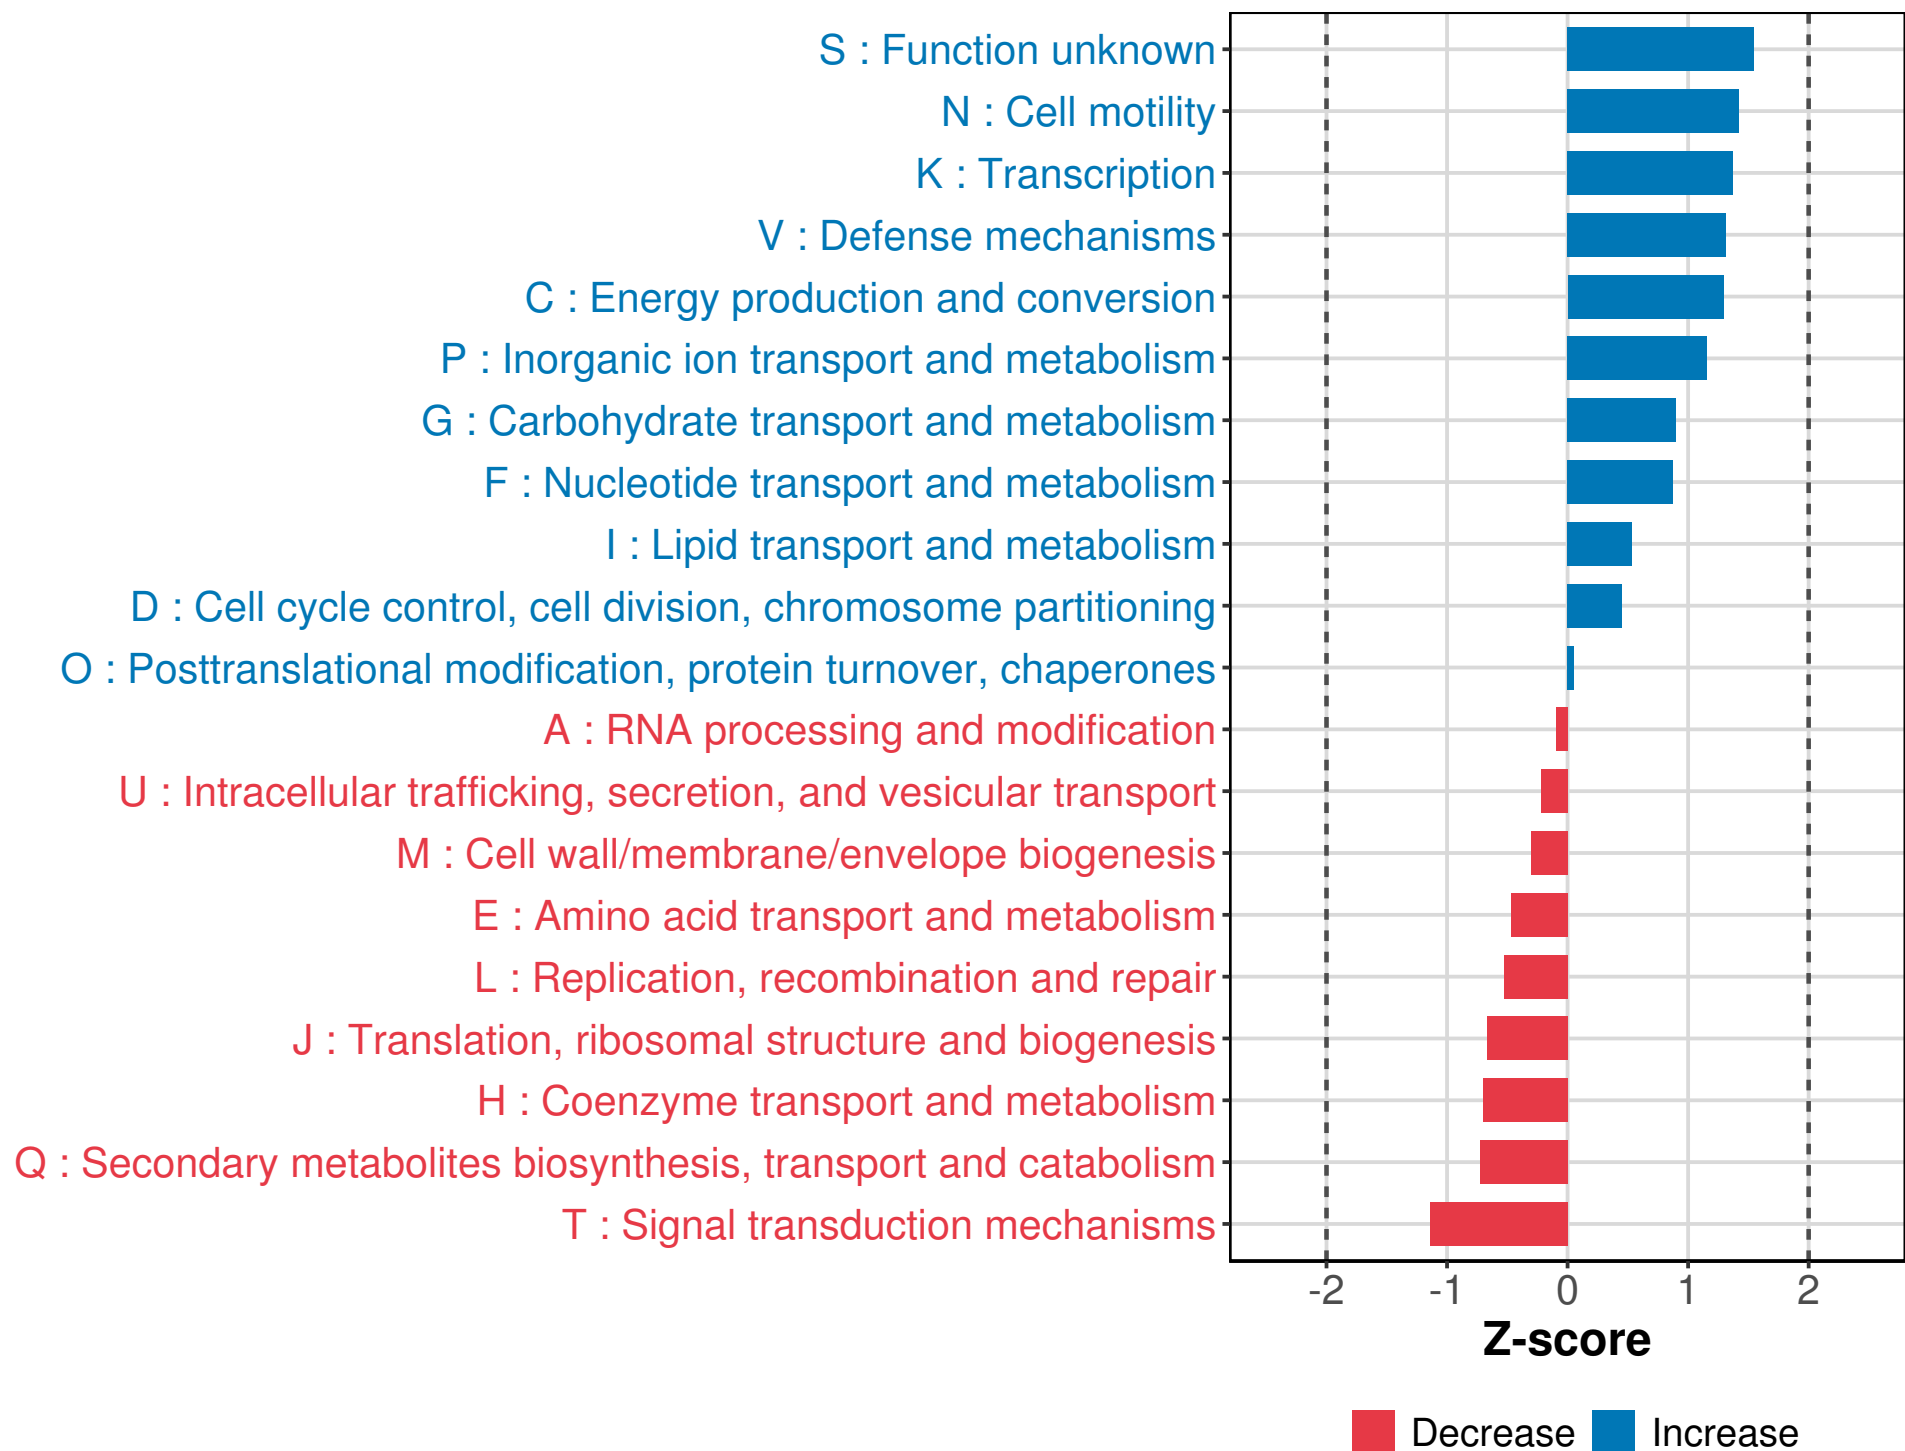 S : Function unknown
N : Cell motility
K : Transcription
V : Defense mechanisms
C : Energy production and conversion
P : Inorganic ion transport and metabolism
G : Carbohydrate transport and metabolism
F : Nucleotide transport and metabolism
I : Lipid transport and metabolism
D : Cell cycle control, cell division, chromosome partitioning
O : Posttranslational modification, protein turnover, chaperones
A : RNA processing and modification
U : Intracellular trafficking, secretion, and vesicular transport
M : Cell wall/membrane/envelope biogenesis
E : Amino acid transport and metabolism
L : Replication, recombination and repair
J : Translation, ribosomal structure and biogenesis
H : Coenzyme transport and metabolism
Q : Secondary metabolites biosynthesis, transport and catabolism
T : Signal transduction mechanisms
-2 -1 0 1 2
Z-score
Decrease Increase